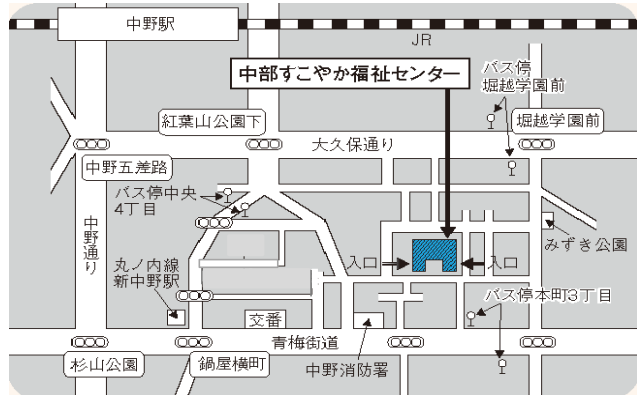 中野駅
JR
中部すこやか福祉センター
バス停
堀越学園前
紅葉山公園下
大久保通り
堀越学園前
中野五差路
バス停中央
4丁目
中野通り
みずき公園
入口
入口
丸ノ内線
新中野駅
バス停本町3丁目
交番
青梅街道
杉山公園
鍋屋横町
中野消防署